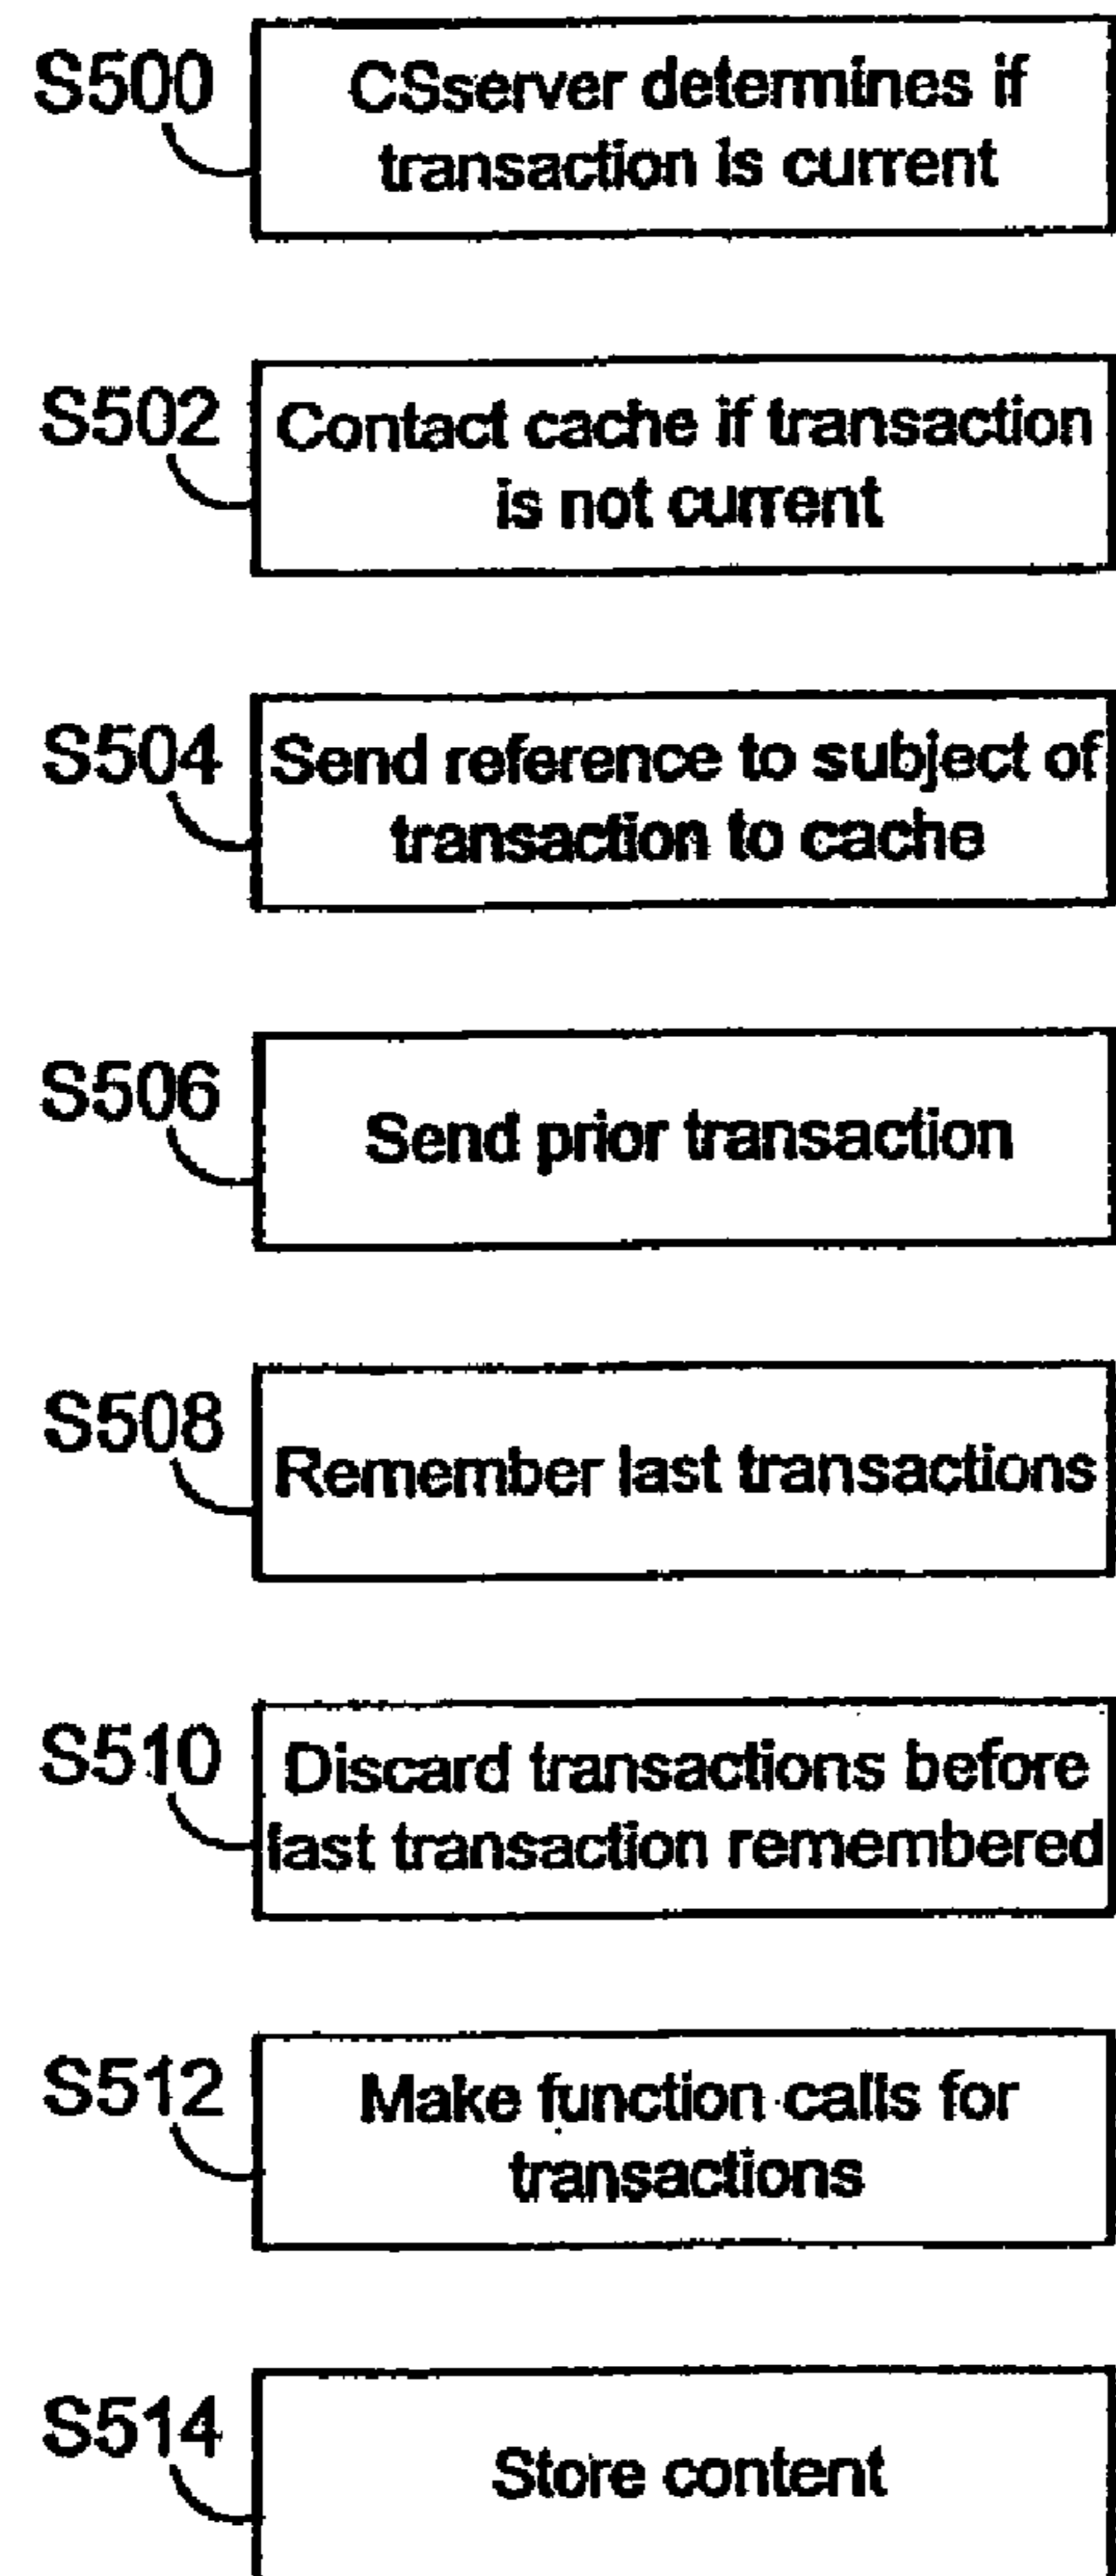 S500
CSserver determines if
transaction is current
S502
Contact cache if transaction
is not current
S504
Send reference to subject of
transaction to cache
S506
Send prior transaction
S508
Remember last transactions
S510
Discard transactions before
last transaction remembered
S512
Make function calls for
transactions
S514
Store content